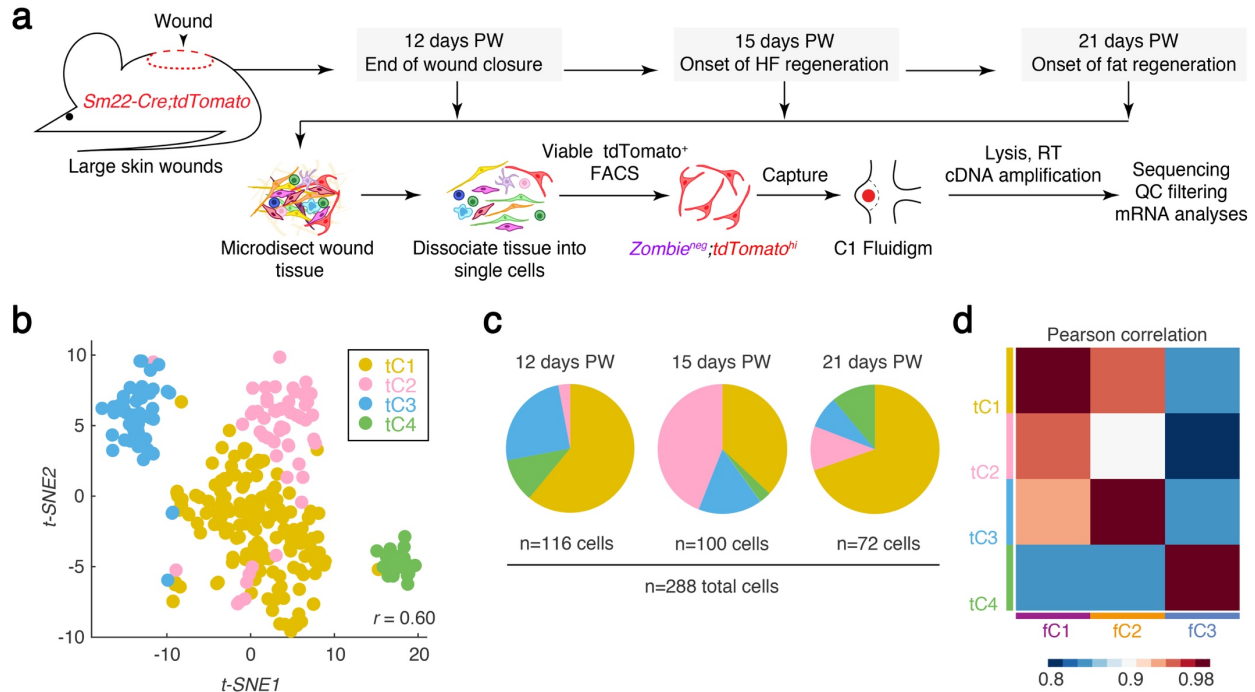 a
Wound
Sm22-Cre;tdTomato
Large skin wounds
12 days PW
End of wound closure
15 days PW
Onset of HF regeneration
21 days PW
Onset of fat regeneration
Microdisect wound
tissue
Dissociate tissue into
single cells
Viable tdTomato⁺
FACS
Zombieⁿᵉᵍ;tdTomatoʰⁱ
Capture
C1 Fluidigm
Lysis, RT
cDNA amplification
Sequencing
QC filtering
mRNA analyses
b
t-SNE2
10
5
0
-5
-10
-10
0
10
20
t-SNE1
tC1
tC2
tC3
tC4
r = 0.60
c
12 days PW
15 days PW
21 days PW
n=116 cells
n=100 cells
n=72 cells
n=288 total cells
d
Pearson correlation
tC1
tC2
tC3
tC4
fC1
fC2
fC3
0.8
0.9
0.98